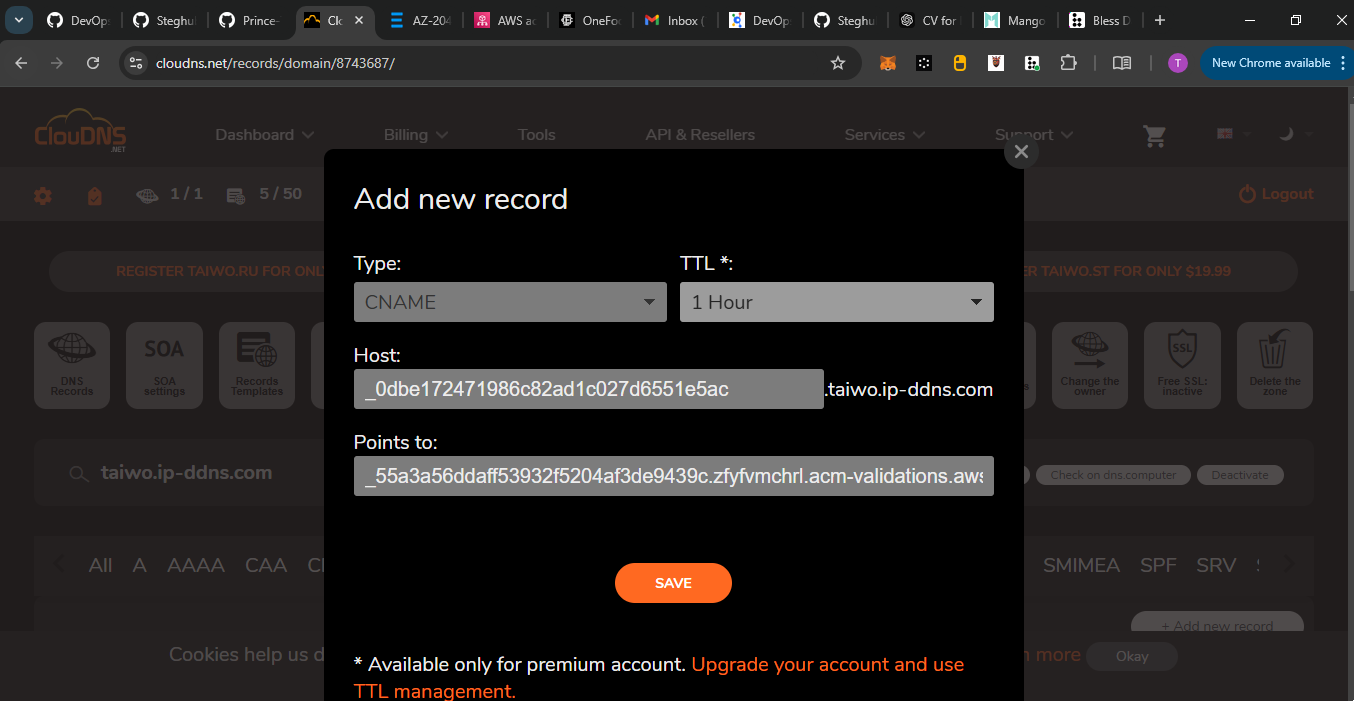 DevOp
Steghu
Prince-
Clo
AZ-204
AWS ac
OneFo
Inbox (
DevOp
Steghu
CV for
Mango
Bless D
cloudns.net/records/domain/8743687/
T
New Chrome available
ClouDNS
.NET
Dashboard
Billing
Tools
API & Resellers
Services
Support
1 / 1
5 / 50
Logout
Add new record
REGISTER TAIWO.RU FOR ONL
ER TAIWO.ST FOR ONLY $19.99
Type:
TTL *:
CNAME
1 Hour
DNS Records
SOA
SOA settings
Records Templates
Change the owner
SSL
Free SSL: inactive
Delete the zone
Host:
_0dbe172471986c82ad1c027d6551e5ac
.taiwo.ip-ddns.com
Points to:
_55a3a56ddaff53932f5204af3de9439c.zfyfvmchrl.acm-validations.aws
taiwo.ip-ddns.com
Check on dns computer
Deactivate
All
A
AAAA
CAA
SMIMEA
SPF
SRV
SAVE
+ Add new record
Cookies help us d
n more
Okay
* Available only for premium account. Upgrade your account and use
TTL management.